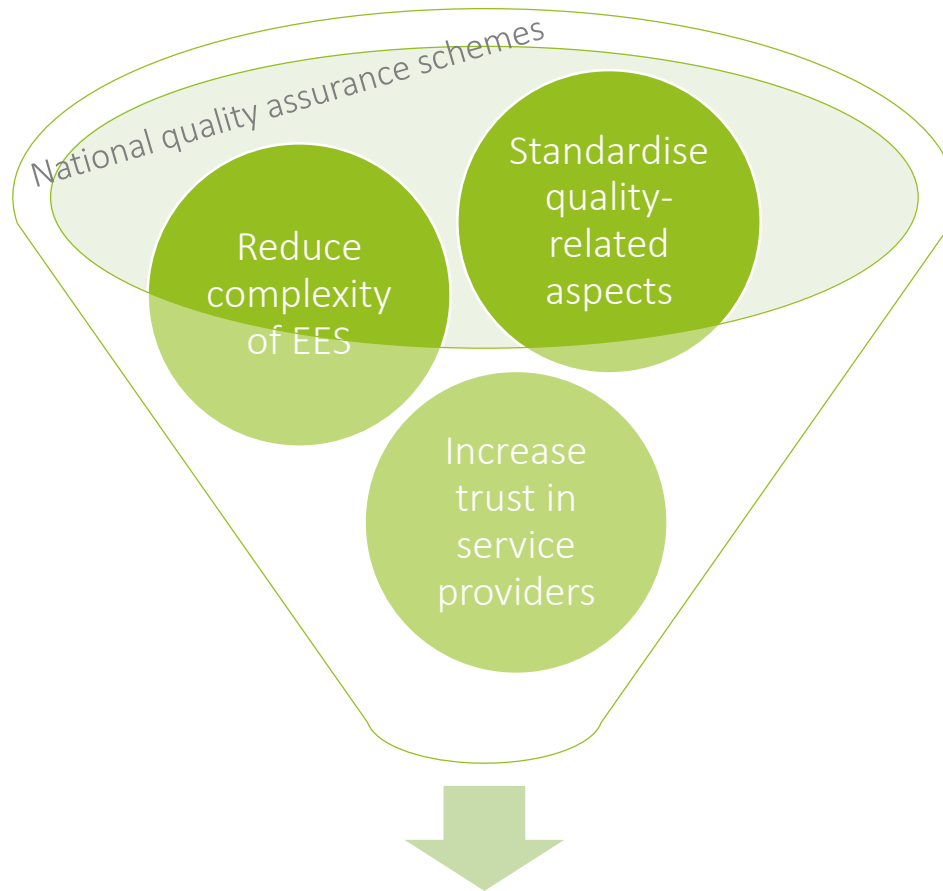 National quality assurance schemes
Standardise
quality-
related
aspects
Reduce
complexity
of EES
Increase
trust in
service
providers